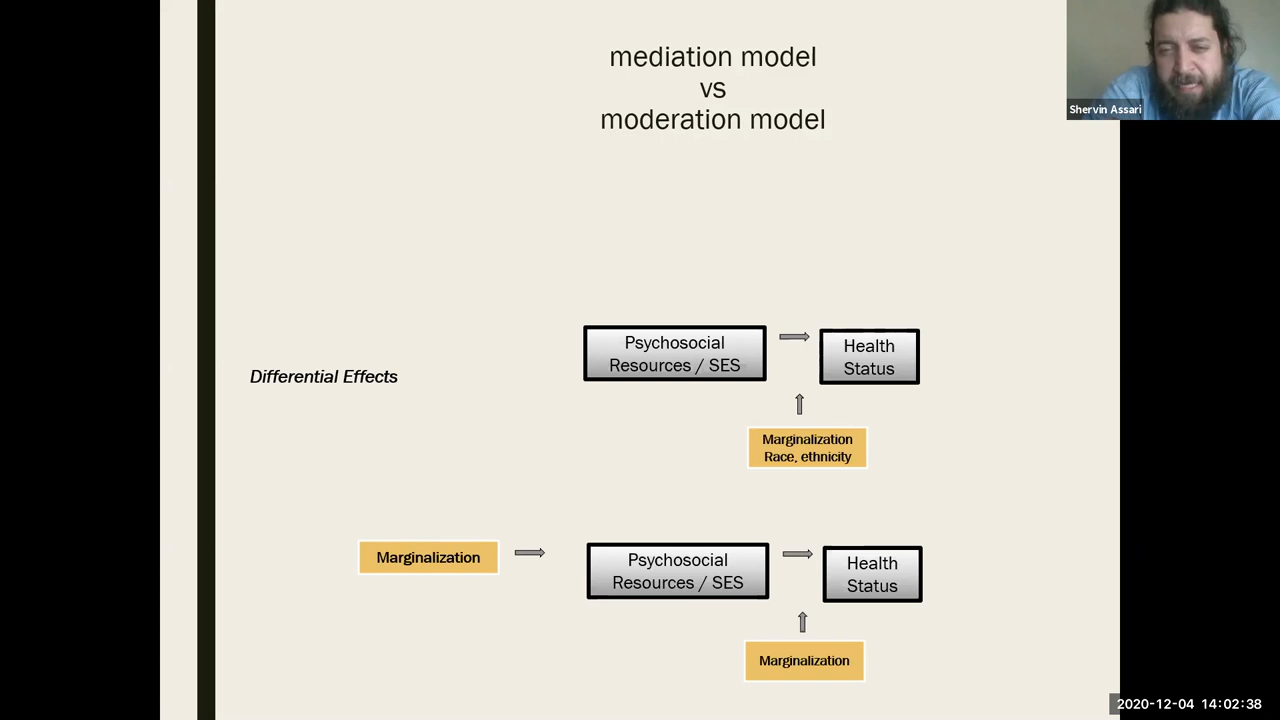 mediation model
vs
moderation model
Shervin Assari
Psychosocial
Resources / SES
Health
Status
Differential Effects
Marginalization
Race, ethnicity
Marginalization
Psychosocial
Resources / SES
Health
Status
Marginalization
2020-12-04 14:02:38